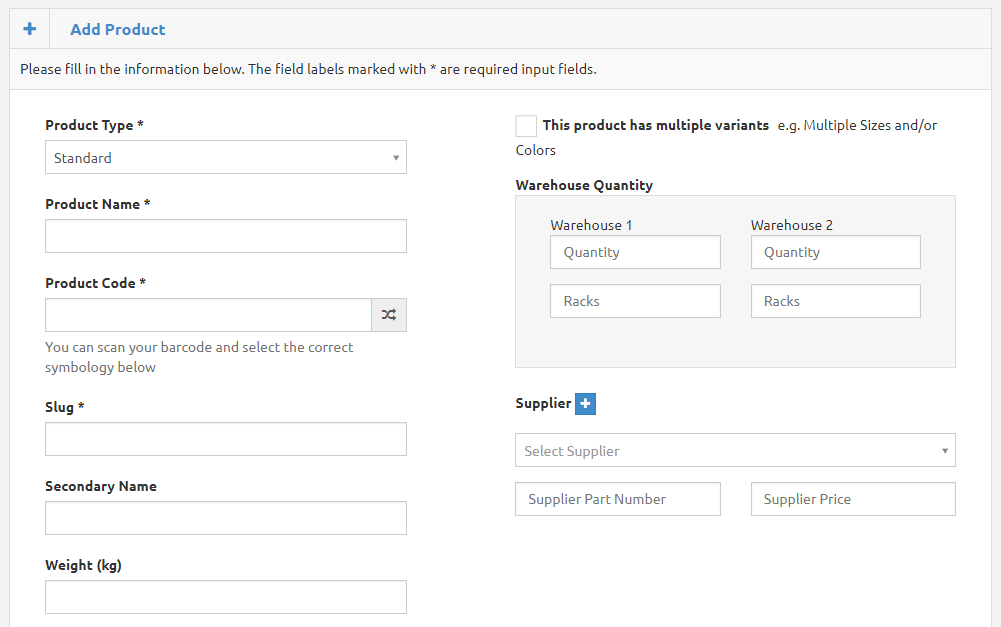 Add Product
Please fill in the information below. The field labels marked with * are required input fields.
Product Type *
Standard
Product Name *
Product Code *
You can scan your barcode and select the correct
symbology below
Slug *
Secondary Name
Weight (kg)
This product has multiple variants e.g. Multiple Sizes and/or
Colors
Warehouse Quantity
Warehouse 1 Warehouse 2
Quantity Quantity
Racks Racks
Supplier
Select Supplier
Supplier Part Number Supplier Price